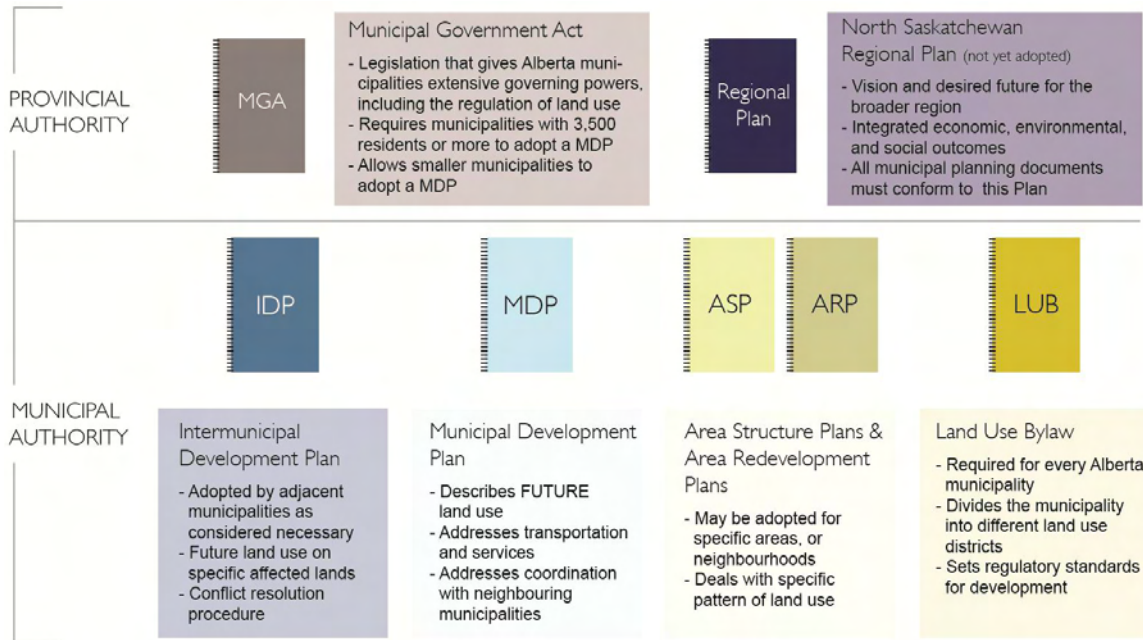 PROVINCIAL
AUTHORITY
MGA
Municipal Government Act
- Legislation that gives Alberta muni-
cipalities extensive governing powers,
including the regulation of land use
- Requires municipalities with 3,500
residents or more to adopt a MDP
- Allows smaller municipalities to
adopt a MDP
Regional
Plan
North Saskatchewan
Regional Plan (not yet adopted)
- Vision and desired future for the
broader region
- Integrated economic, environmental,
and social outcomes
- All municipal planning documents
must conform to this Plan
MUNICIPAL
AUTHORITY
IDP
Intermunicipal
Development Plan
- Adopted by adjacent
municipalities as
considered necessary
- Future land use on
specific affected lands
- Conflict resolution
procedure
MDP
Municipal Development
Plan
- Describes FUTURE
land use
- Addresses transportation
and services
- Addresses coordination
with neighbouring
municipalities
ASP
ARP
Area Structure Plans &
Area Redevelopment
Plans
- May be adopted for
specific areas, or
neighbourhoods
- Deals with specific
pattern of land use
LUB
Land Use Bylaw
- Required for every Alberta
municipality
- Divides the municipality
into different land use
districts
- Sets regulatory standards
for development